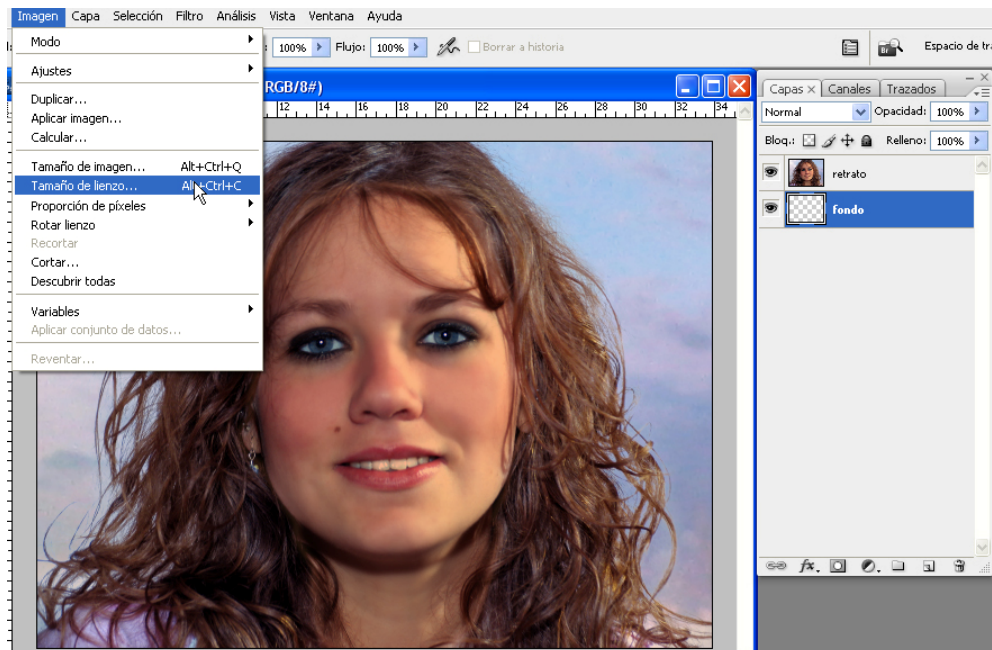 Imagen Capa Selección Filtro Análisis Vista Ventana Ayuda
100% Flujo: 100% Borrar a historia
Br
Espacio de tra
RGB/8#)
12 14 16 18 20 22 24 26 28 30 32 34
Modo
Ajustes
Duplicar...
Aplicar imagen...
Calcular...
Tamaño de imagen... Alt+Ctrl+Q
Tamaño de lienzo... Alt+Ctrl+C
Proporción de píxeles
Rotar lienzo
Recortar
Cortar...
Descubrir todas
Variables
Aplicar conjunto de datos...
Reventar...
Capas × Canales Trazados
Normal Opacidad: 100%
Bloq.: Relleno: 100%
retrato
fondo
fx.